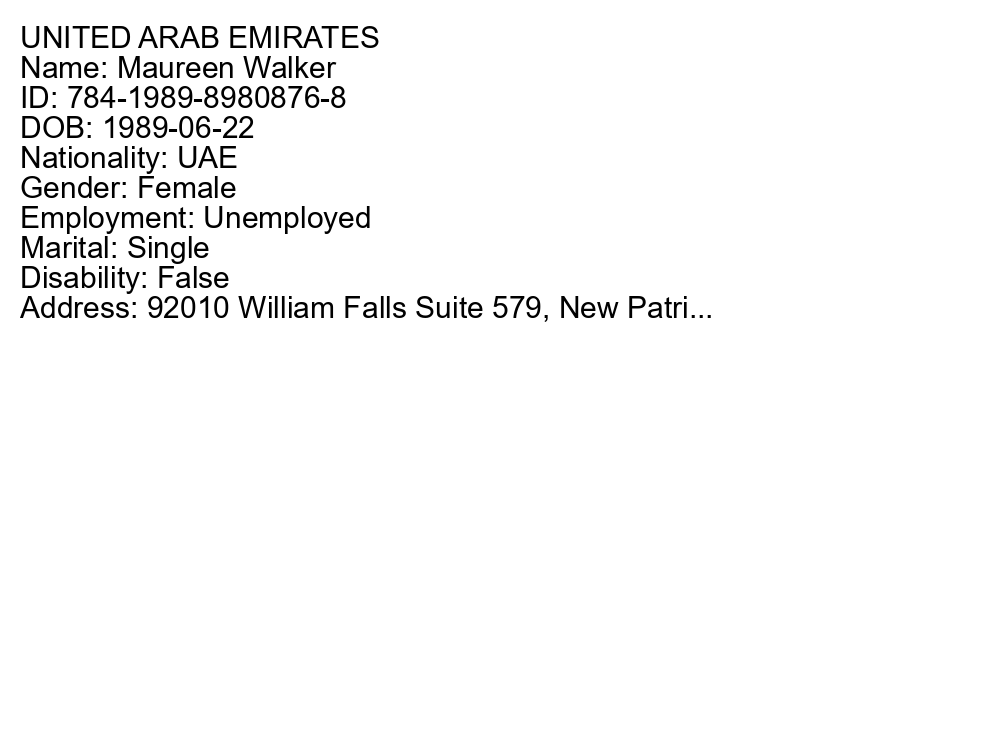 UNITED ARAB EMIRATES
Name: Maureen Walker
ID: 784-1989-8980876-8
DOB: 1989-06-22
Nationality: UAE
Gender: Female
Employment: Unemployed
Marital: Single
Disability: False
Address: 92010 William Falls Suite 579, New Patri...